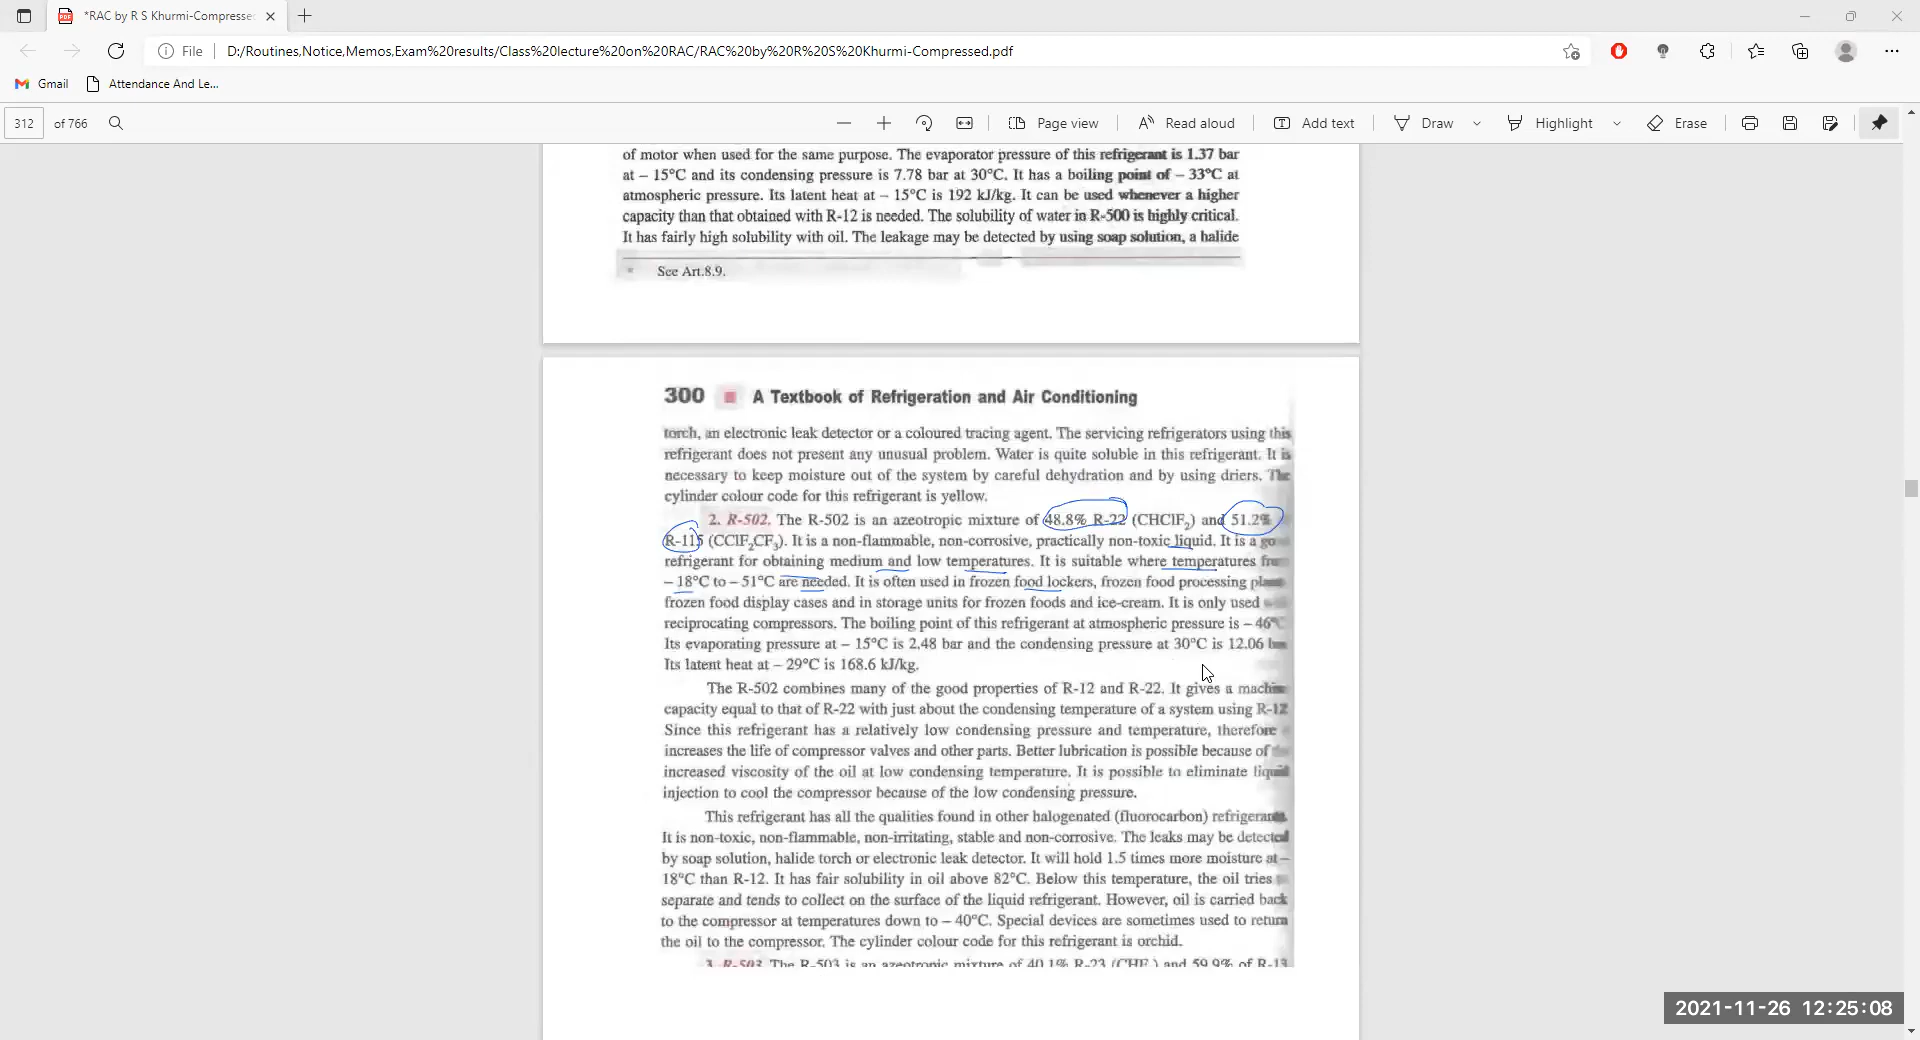 *RAC by R S Khurmi-Compresse
File D:/Routines,Notice,Memos,Exam%20results/Class%20lecture%20on%20RAC/RAC%20by%20R%20S%20Khurmi-Compressed.pdf
Gmail Attendance And Le...
312 of 766 Page view Read aloud Add text Draw Highlight Erase
of motor when used for the same purpose. The evaporator pressure of this refrigerant is 1.37 bar
at – 15°C and its condensing pressure is 7.78 bar at 30°C. It has a boiling point of – 33°C at
atmospheric pressure. Its latent heat at – 15°C is 192 kJ/kg. It can be used whenever a higher
capacity than that obtained with R-12 is needed. The solubility of water in R-500 is highly critical.
It has fairly high solubility with oil. The leakage may be detected by using soap solution, a halide
* See Art.8.9.
300 ■ A Textbook of Refrigeration and Air Conditioning
torch, an electronic leak detector or a coloured tracing agent. The servicing refrigerators using this
refrigerant does not present any unusual problem. Water is quite soluble in this refrigerant. It is
necessary to keep moisture out of the system by careful dehydration and by using driers. The
cylinder colour code for this refrigerant is yellow.
2. R-502. The R-502 is an azeotropic mixture of 48.8% R-22 (CHClF₂) and 51.2%
R-115 (CClF₂CF₃). It is a non-flammable, non-corrosive, practically non-toxic liquid. It is a
refrigerant for obtaining medium and low temperatures. It is suitable where temperatures
– 18°C to – 51°C are needed. It is often used in frozen food lockers, frozen food processing
frozen food display cases and in storage units for frozen foods and ice-cream. It is only used
reciprocating compressors. The boiling point of this refrigerant at atmospheric pressure is – 46°C
Its evaporating pressure at – 15°C is 2.48 bar and the condensing pressure at 30°C is 12.06
Its latent heat at – 29°C is 168.6 kJ/kg.
The R-502 combines many of the good properties of R-12 and R-22. It gives a machine
capacity equal to that of R-22 with just about the condensing temperature of a system using R-12
Since this refrigerant has a relatively low condensing pressure and temperature, therefore
increases the life of compressor valves and other parts. Better lubrication is possible because of
increased viscosity of the oil at low condensing temperature. It is possible to eliminate liquid
injection to cool the compressor because of the low condensing pressure.
This refrigerant has all the qualities found in other halogenated (fluorocarbon) refrigerants.
It is non-toxic, non-flammable, non-irritating, stable and non-corrosive. The leaks may be detected
by soap solution, halide torch or electronic leak detector. It will hold 1.5 times more moisture at –
18°C than R-12. It has fair solubility in oil above 82°C. Below this temperature, the oil tries
separate and tends to collect on the surface of the liquid refrigerant. However, oil is carried back
to the compressor at temperatures down to – 40°C. Special devices are sometimes used to return
the oil to the compressor. The cylinder colour code for this refrigerant is orchid.
3. R-503. The R-503 is an azeotropic mixture of 40.1% R-23 (CHF₃) and 59.9% of R-13
2021-11-26 12:25:08